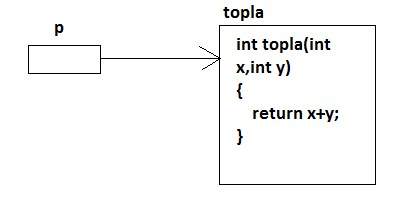 p
topla
int topla(int
x,int y)
{
return x+y;
}